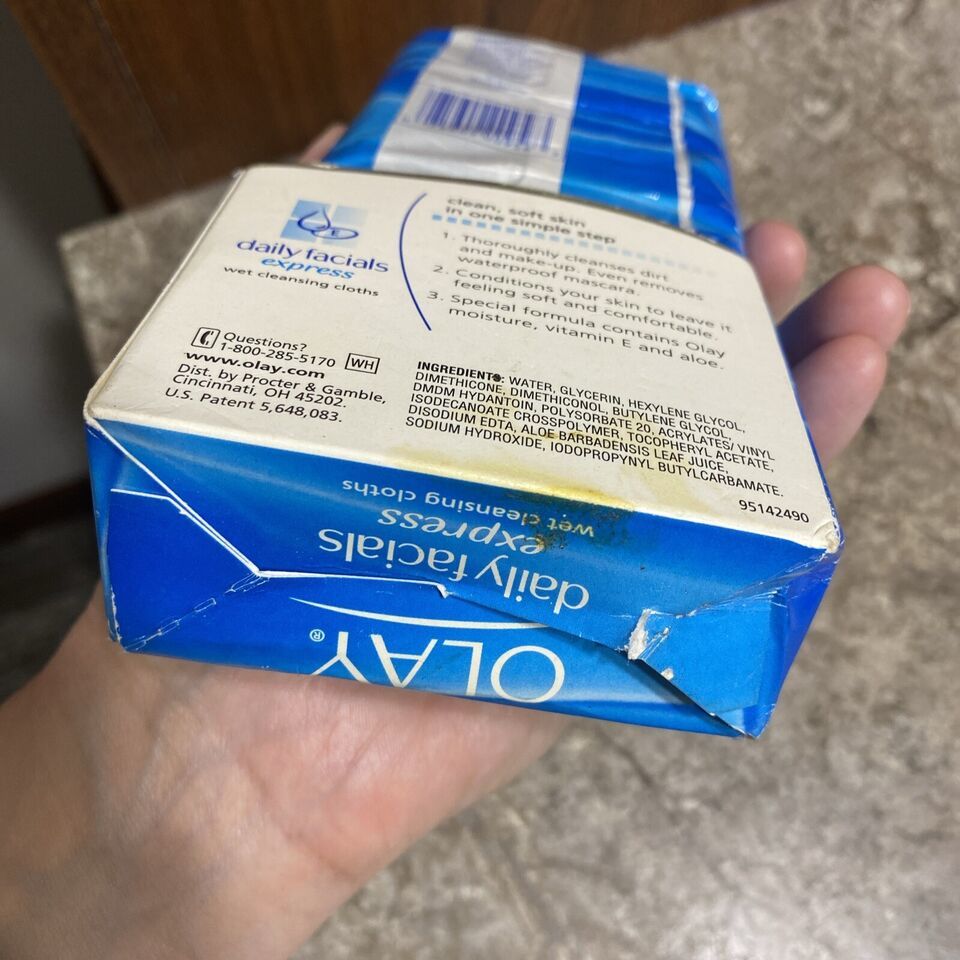 E
daily facials
express
wet cleansing cloths
clean, soft skin
in one simple step
1. Thoroughly cleanses dirt
and make-up. Even removes
waterproof mascara.
2. Conditions your skin to leave it
feeling soft and comfortable.
3. Special formula contains Olay
moisture, vitamin E and aloe.
Questions?
1-800-285-5170 WH
www.olay.com
Dist. by Procter & Gamble,
Cincinnati, OH 45202.
U.S. Patent 5,648,083.
INGREDIENTS: WATER, GLYCERIN, HEXYLENE GLYCOL,
DIMETHICONE, DIMETHICONOL, BUTYLENE GLYCOL,
DMDM HYDANTOIN, POLYSORBATE 20, ACRYLATES/ VINYL
ISODECANOATE CROSSPOLYMER, TOCOPHERYL ACETATE,
DISODIUM EDTA, ALOE BARBADENSIS LEAF JUICE,
SODIUM HYDROXIDE, IODOPROPYNYL BUTYLCARBAMATE.
95142490
OLAY®
daily facials
express
wet cleansing cloths